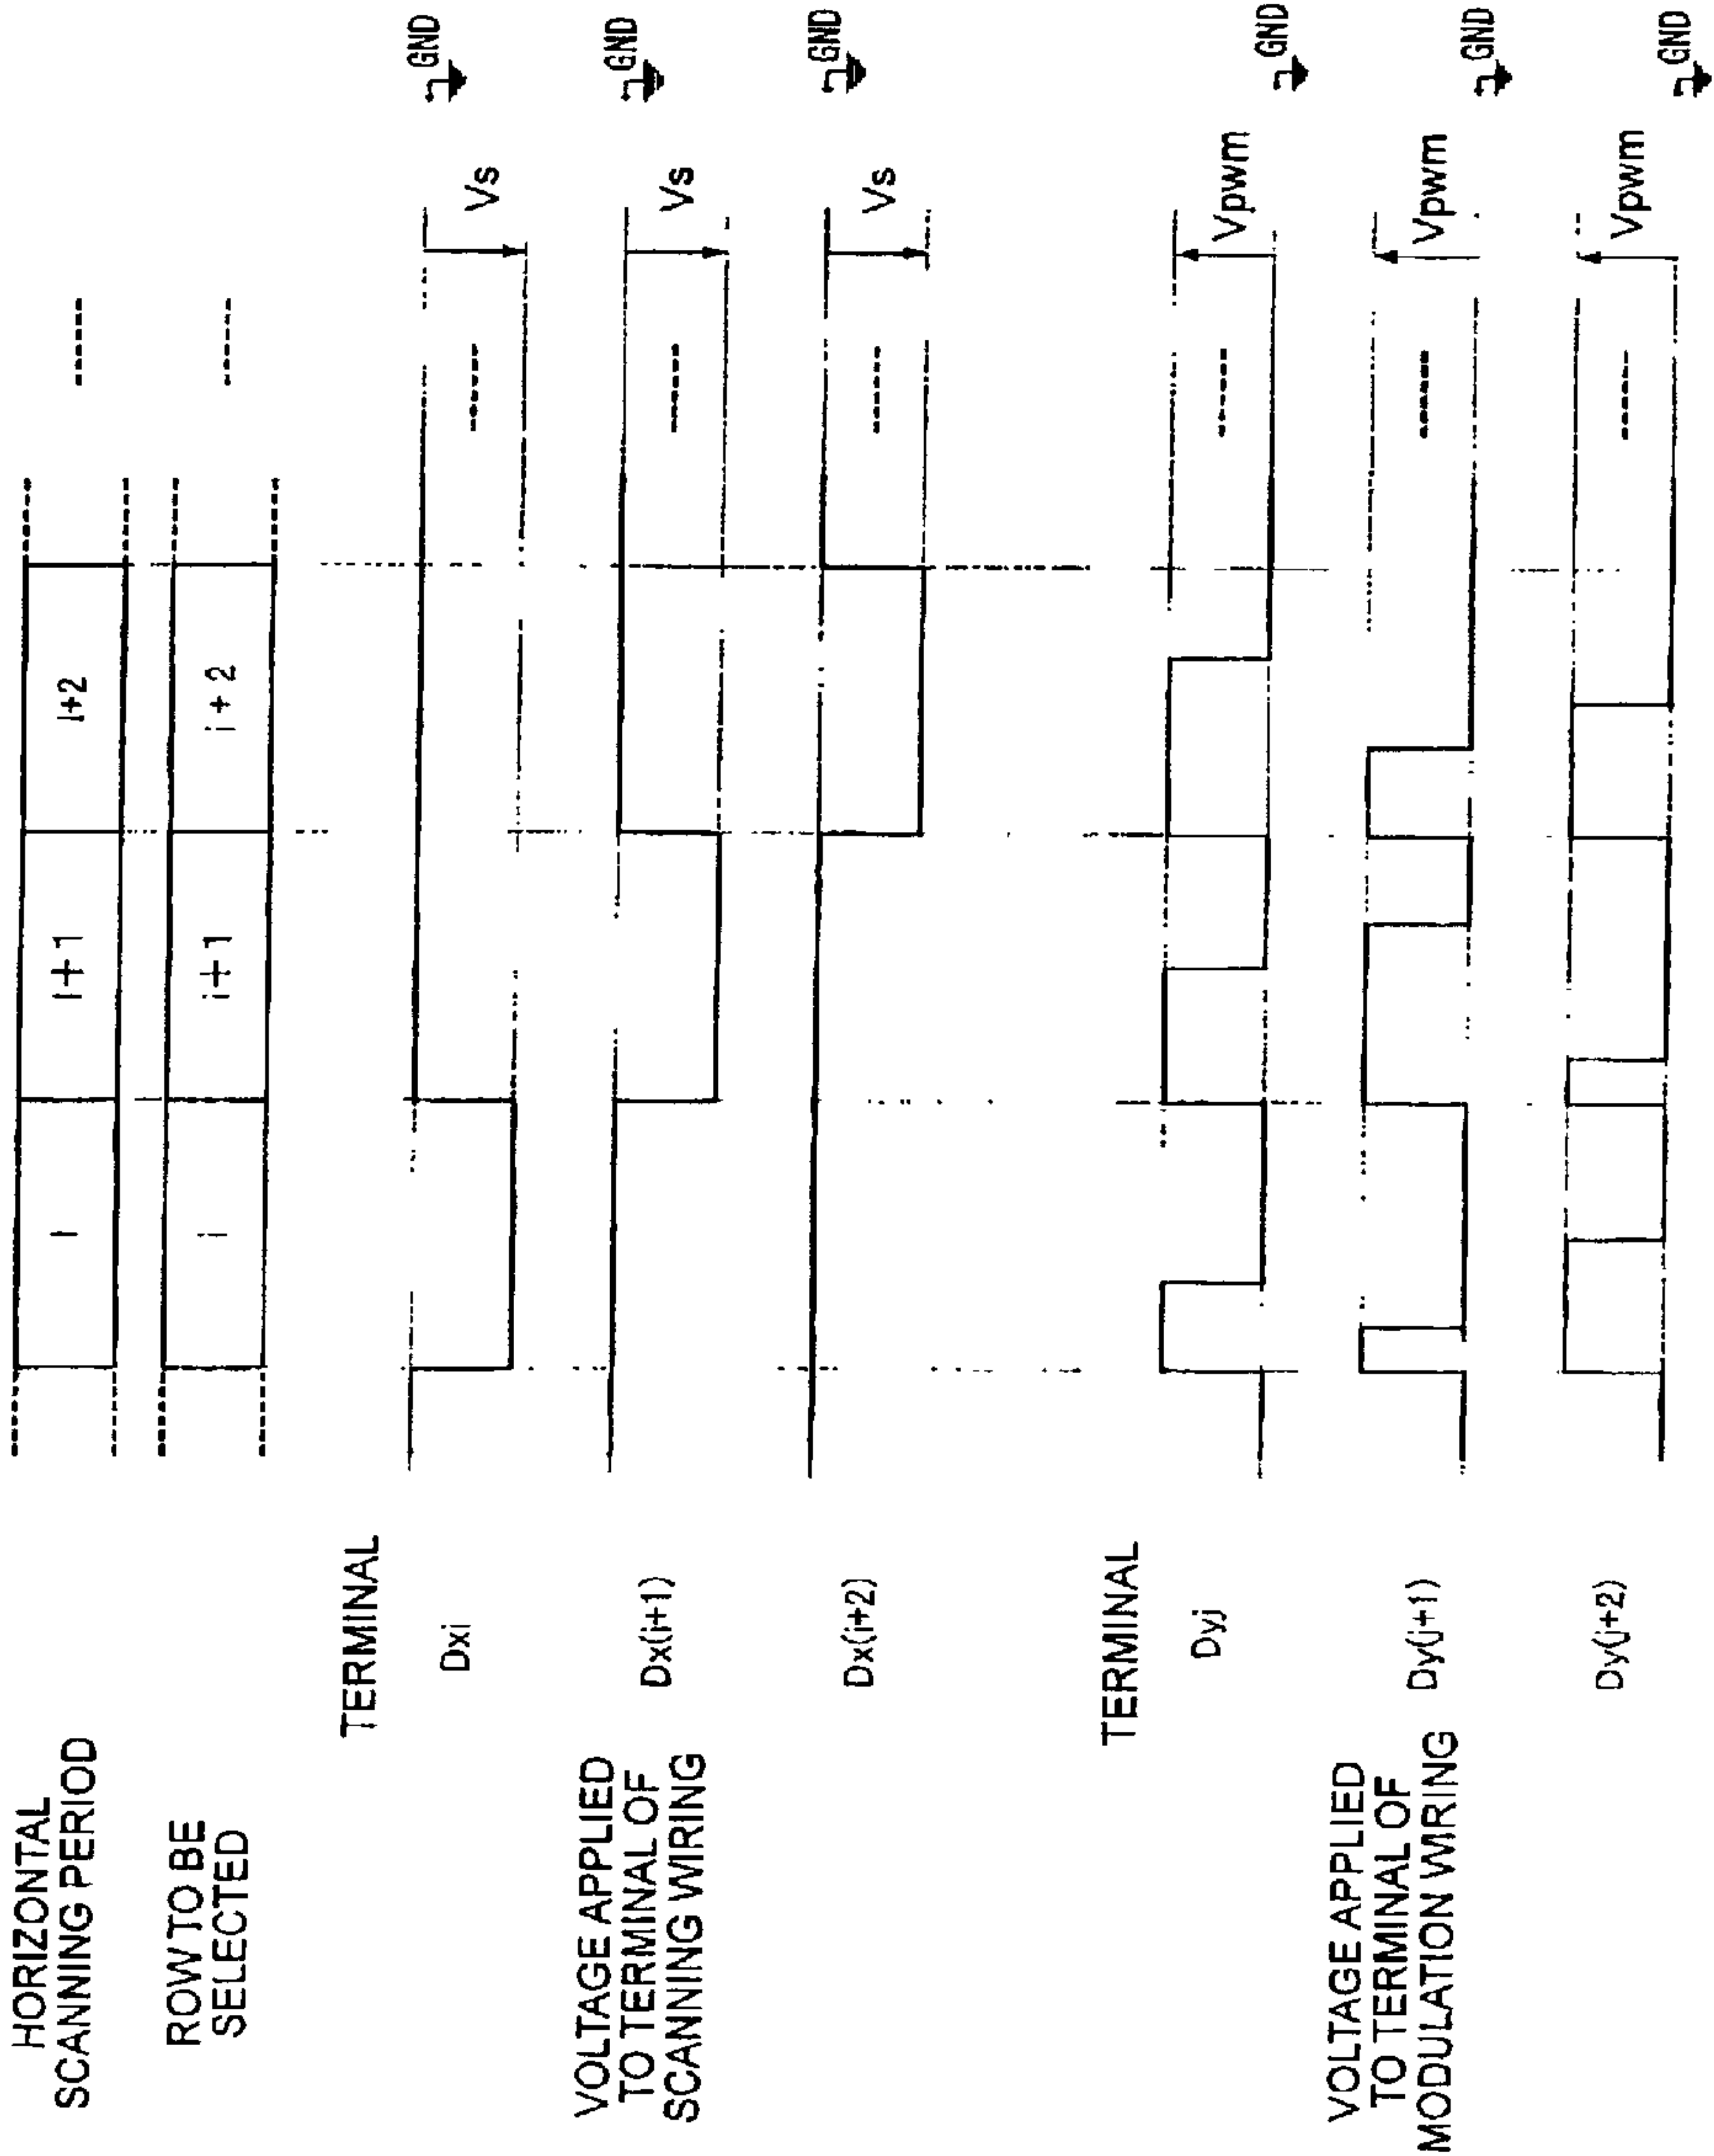 HORIZONTAL
SCANNING PERIOD
I
I+1
I+2
ROW TO BE
SELECTED
i
i+1
i+2
TERMINAL
VOLTAGE APPLIED
TO TERMINAL OF
SCANNING WIRING
Dxi
Vs
GND
Dx(i+1)
Vs
GND
Dx(i+2)
Vs
GND
TERMINAL
VOLTAGE APPLIED
TO TERMINAL OF
MODULATION WIRING
Dyj
Vpwm
GND
Dy(j+1)
Vpwm
GND
Dy(j+2)
Vpwm
GND